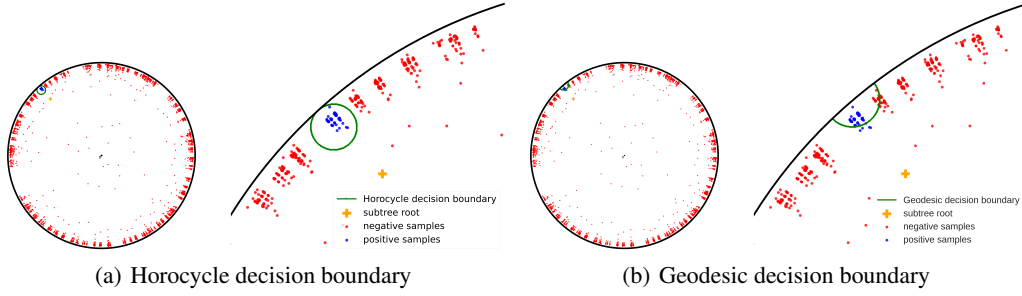 Horocycle decision boundary
subtree root
negative samples
positive samples
Geodesic decision boundary
subtree root
negative samples
positive samples
(a) Horocycle decision boundary
(b) Geodesic decision boundary